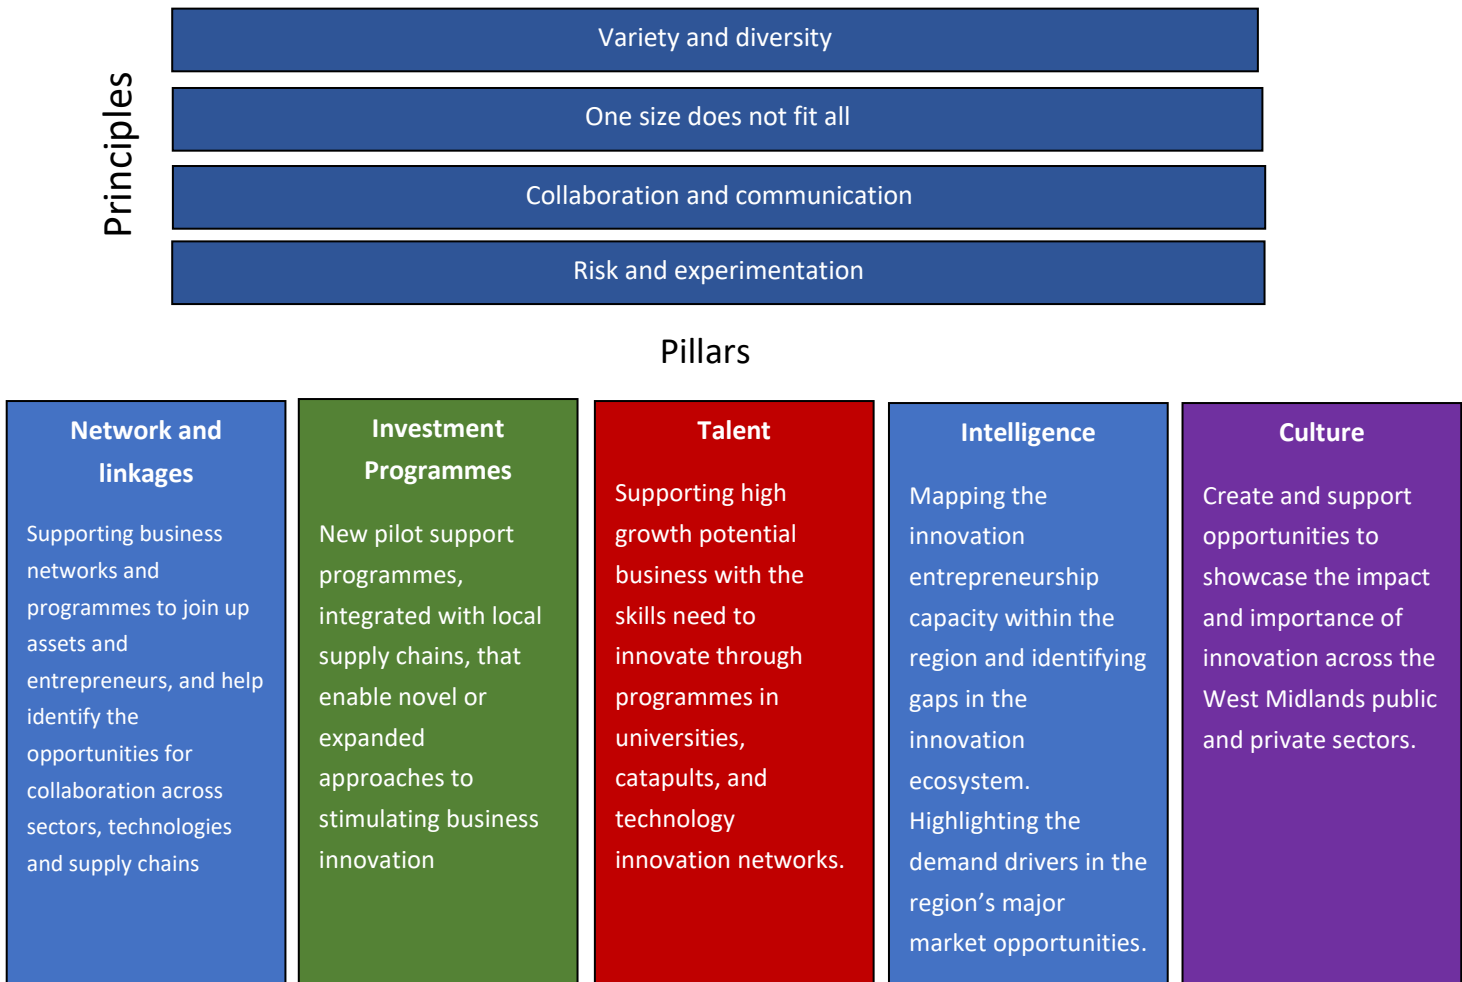 Principles
Variety and diversity
One size does not fit all
Collaboration and communication
Risk and experimentation
Pillars
Network and
linkages
Supporting business
networks and
programmes to join up
assets and
entrepreneurs, and help
identify the
opportunities for
collaboration across
sectors, technologies
and supply chains
Investment
Programmes
New pilot support
programmes,
integrated with local
supply chains, that
enable novel or
expanded
approaches to
stimulating business
innovation
Talent
Supporting high
growth potential
business with the
skills need to
innovate through
programmes in
universities,
catapults, and
technology
innovation networks.
Intelligence
Mapping the
innovation
entrepreneurship
capacity within the
region and identifying
gaps in the
innovation
ecosystem.
Highlighting the
demand drivers in the
region’s major
market opportunities.
Culture
Create and support
opportunities to
showcase the impact
and importance of
innovation across the
West Midlands public
and private sectors.